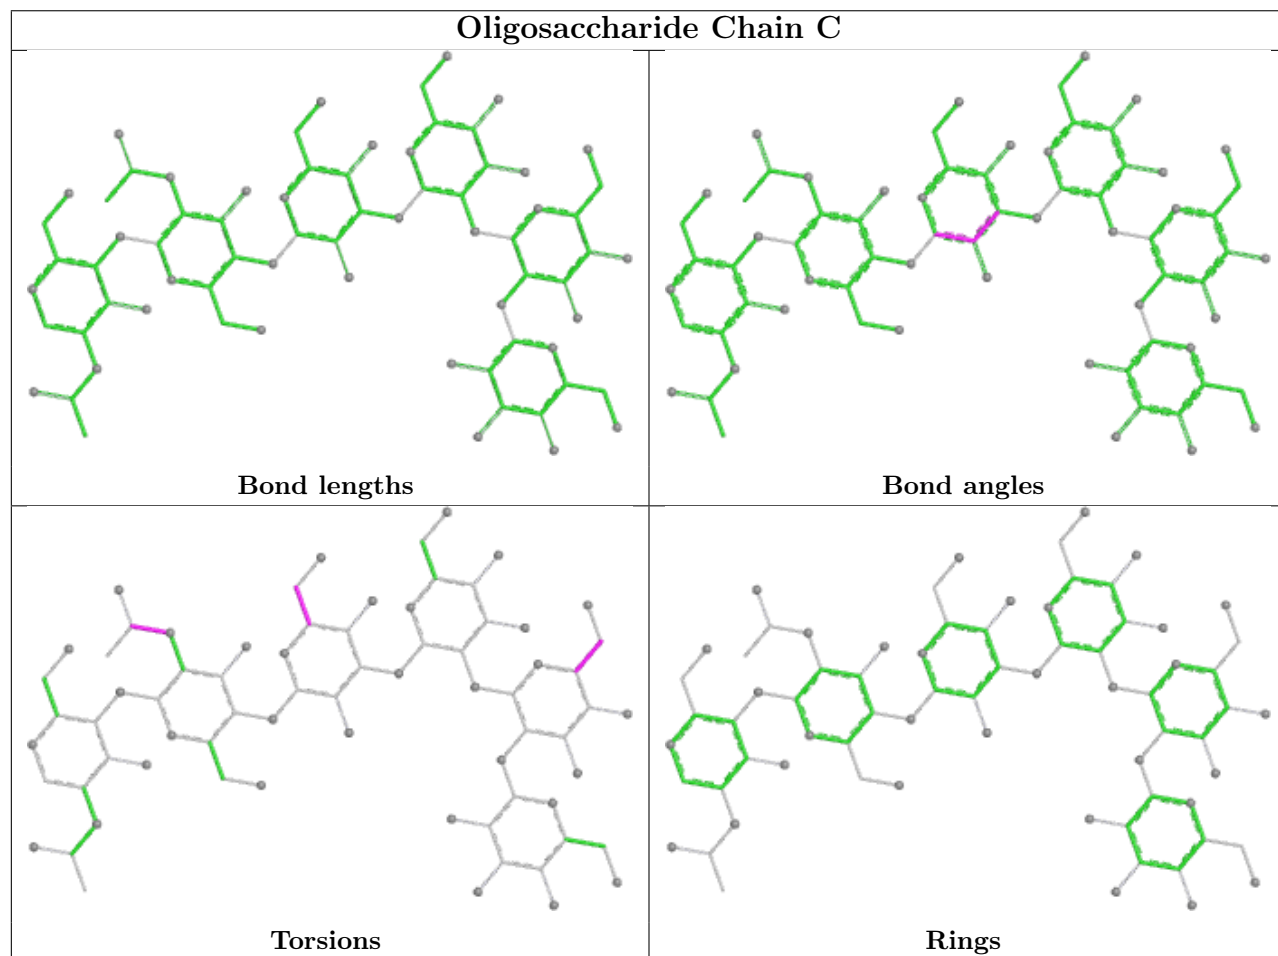 Oligosaccharide Chain C
Bond lengths
Bond angles
Torsions
Rings